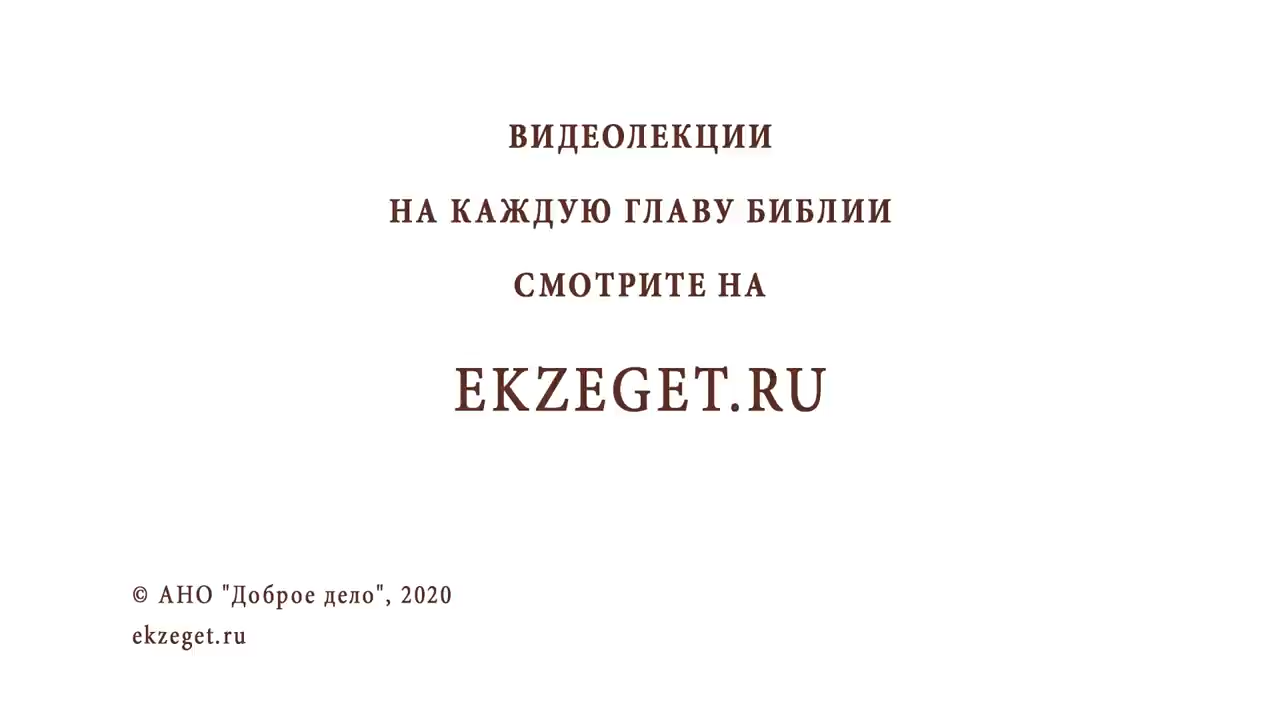 ВИДЕОЛЕКЦИИ
НА КАЖДУЮ ГЛАВУ БИБЛИИ
СМОТРИТЕ НА
EKZEGET.RU
© АНО "Доброе дело", 2020
ekzeget.ru